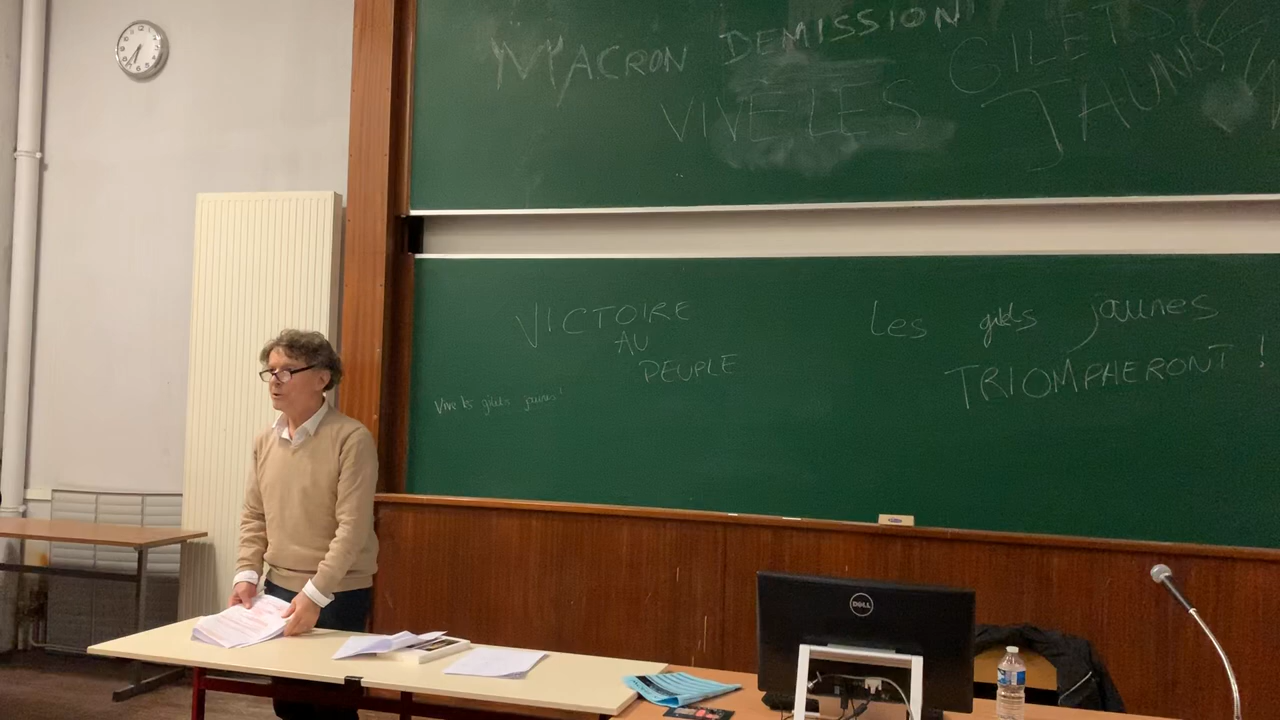 MACRON DEMISSION
VIVE LES GILETS JAUNES
VICTOIRE
AU
PEUPLE
Vive les gilets jaunes !
Les gilets jaunes
TRIOMPHERONT !
DELL